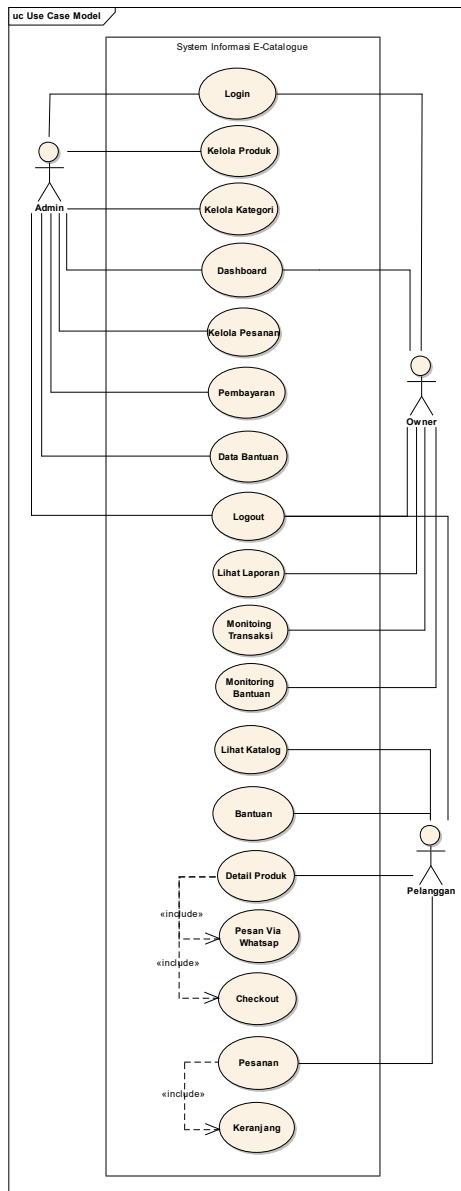 uc Use Case Model
System Informasi E-Catalogue
Login
Kelola Produk
Admin
Kelola Kategori
Dashboard
Kelola Pesanan
Pembayaran
Owner
Data Bantuan
Logout
Lihat Laporan
Monitoing
Transaksi
Monitoring
Bantuan
Lihat Katalog
Bantuan
Detail Produk
Pelanggan
«include»
Pesan Via
Whatsap
«include»
Checkout
Pesanan
«include»
Keranjang